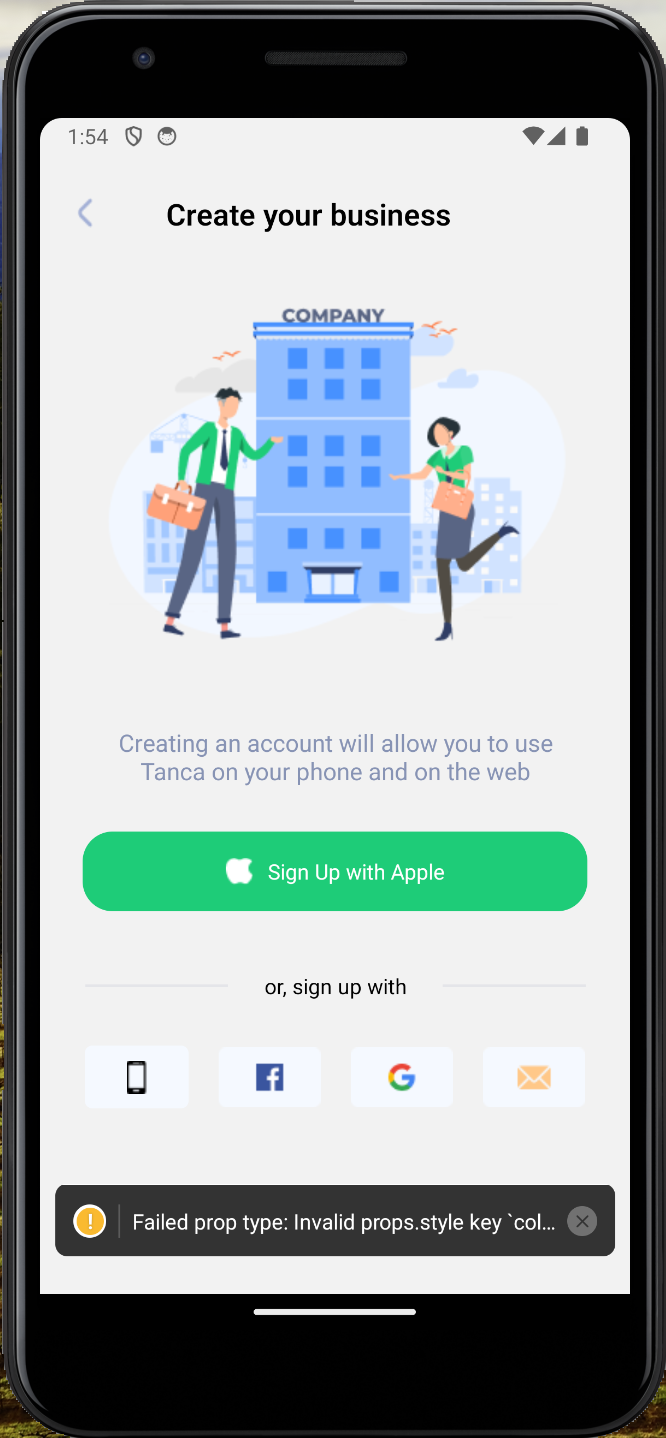 1:54
Create your business
COMPANY
Creating an account will allow you to use
Tanca on your phone and on the web
Sign Up with Apple
or, sign up with
Failed prop type: Invalid props.style key `col...